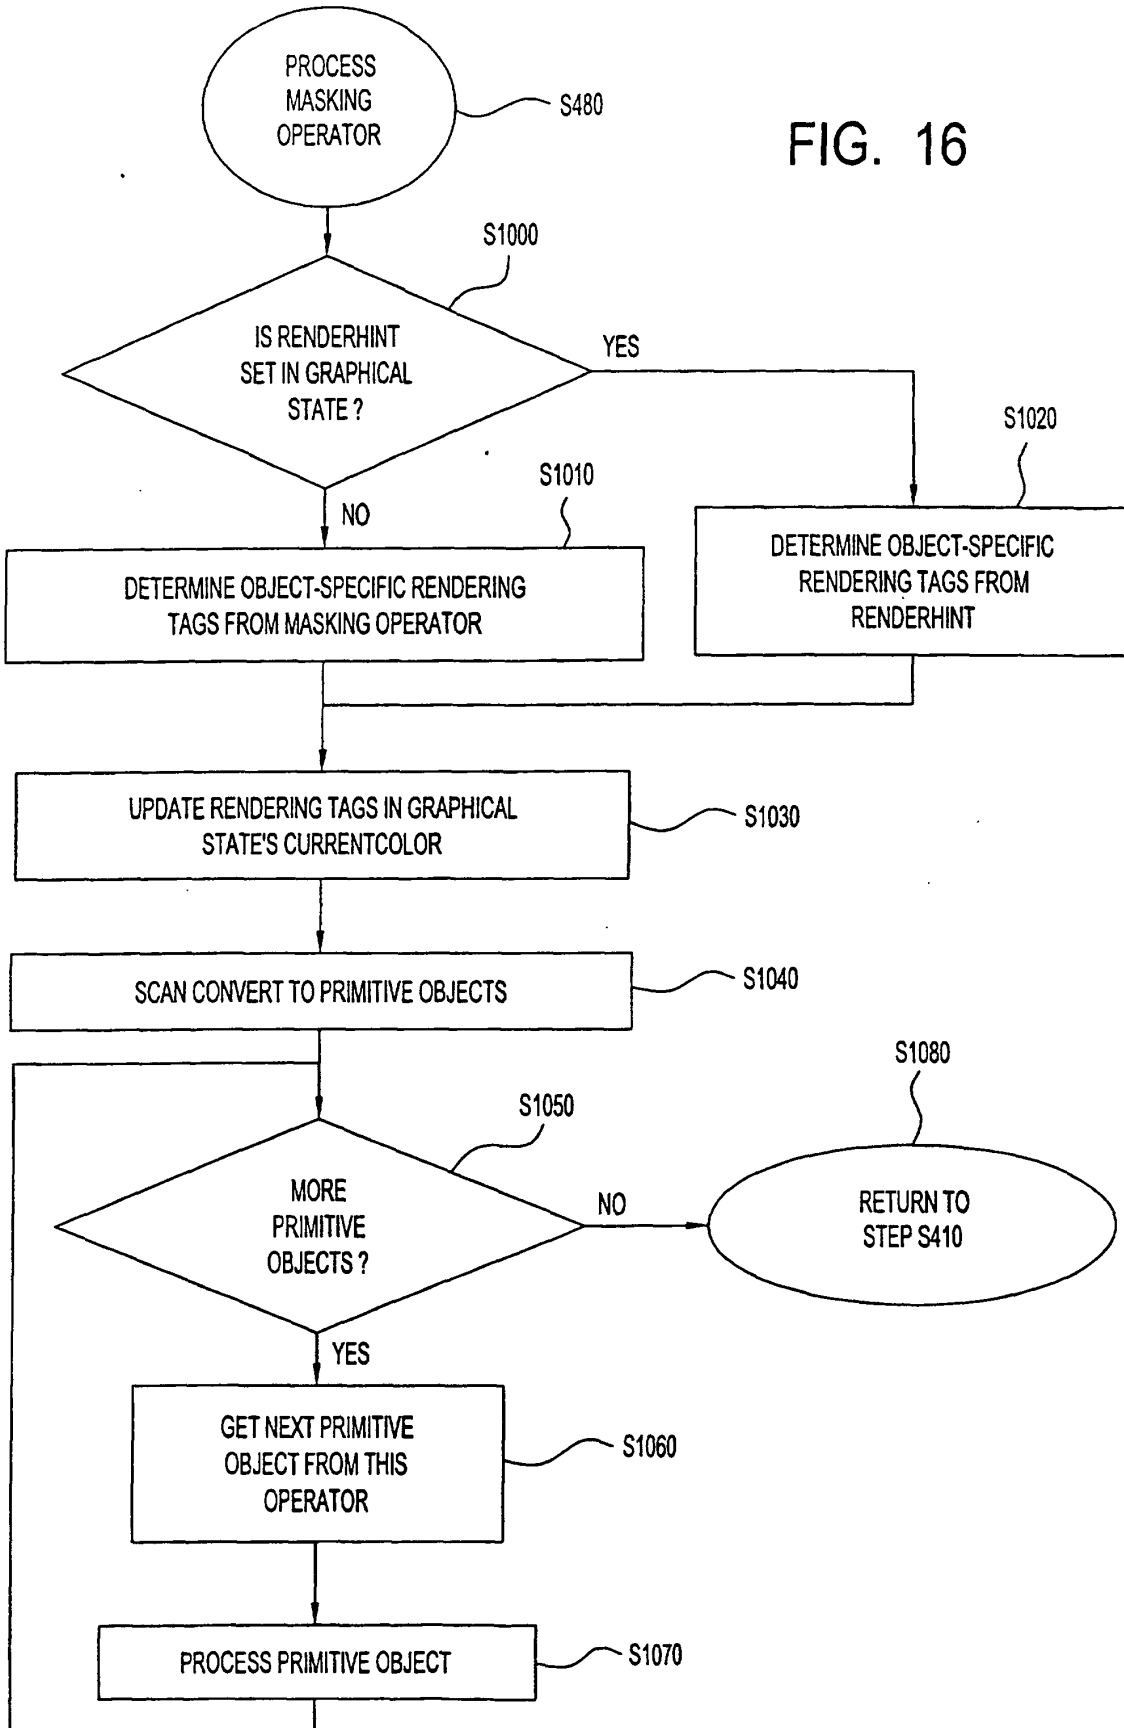 PROCESS
MASKING
OPERATOR
S480
FIG. 16
S1000
IS RENDERHINT
SET IN GRAPHICAL
STATE ?
YES
S1020
NO
S1010
DETERMINE OBJECT-SPECIFIC RENDERING
TAGS FROM MASKING OPERATOR
DETERMINE OBJECT-SPECIFIC
RENDERING TAGS FROM
RENDERHINT
UPDATE RENDERING TAGS IN GRAPHICAL
STATE'S CURRENTCOLOR
S1030
SCAN CONVERT TO PRIMITIVE OBJECTS
S1040
S1050
MORE
PRIMITIVE
OBJECTS ?
NO
S1080
RETURN TO
STEP S410
YES
GET NEXT PRIMITIVE
OBJECT FROM THIS
OPERATOR
S1060
PROCESS PRIMITIVE OBJECT
S1070